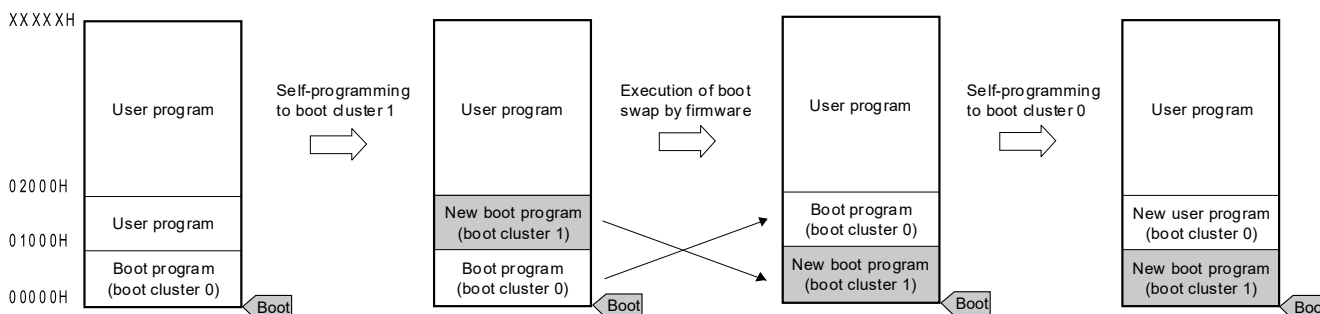 XXXXXH
User program
02000H
User program
01000H
Boot program
(boot cluster 0)
00000H
Boot
Self-programming
to boot cluster 1
User program
New boot program
(boot cluster 1)
Boot program
(boot cluster 0)
Boot
Execution of boot
swap by firmware
User program
Boot program
(boot cluster 0)
New boot program
(boot cluster 1)
Boot
Self-programming
to boot cluster 0
User program
New user program
(boot cluster 0)
New boot program
(boot cluster 1)
Boot